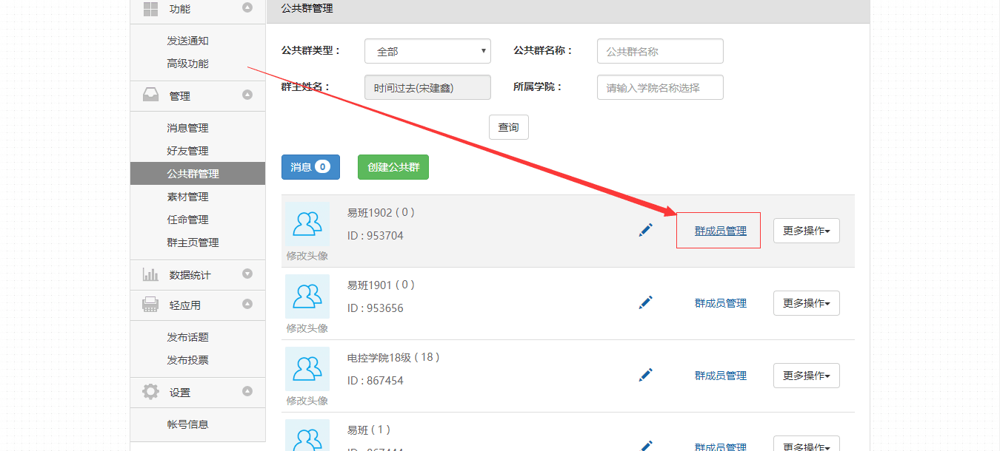 功能
发送通知
高级功能
管理
消息管理
好友管理
公共群管理
素材管理
任命管理
群主页管理
数据统计
轻应用
发布话题
发布投票
设置
帐号信息
公共群管理
公共群类型： 全部 公共群名称： 公共群名称
群主姓名： 时间过去(宋建鑫) 所属学院： 请输入学院名称选择
查询
消息 0 创建公共群
易班1902 ( 0 )
ID : 953704
修改头像
群成员管理 更多操作
易班1901 ( 0 )
ID : 953656
修改头像
群成员管理 更多操作
电控学院18级 ( 18 )
ID : 867454
修改头像
群成员管理 更多操作
易班 ( 1 )
ID : 867444
群成员管理 更多操作